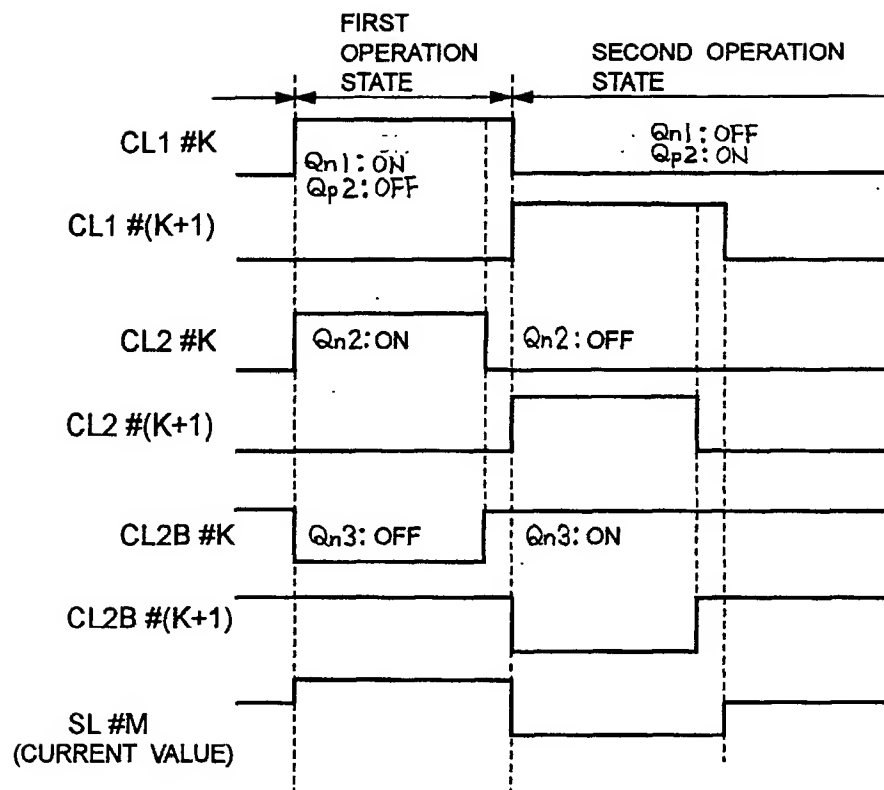 FIRST
OPERATION
STATE
SECOND OPERATION
STATE
CL1 #K
Qn1: ON
Qp2: OFF
Qn1: OFF
Qp2: ON
CL1 #(K+1)
CL2 #K
Qn2: ON
Qn2: OFF
CL2 #(K+1)
CL2B #K
Qn3: OFF
Qn3: ON
CL2B #(K+1)
SL #M
(CURRENT VALUE)